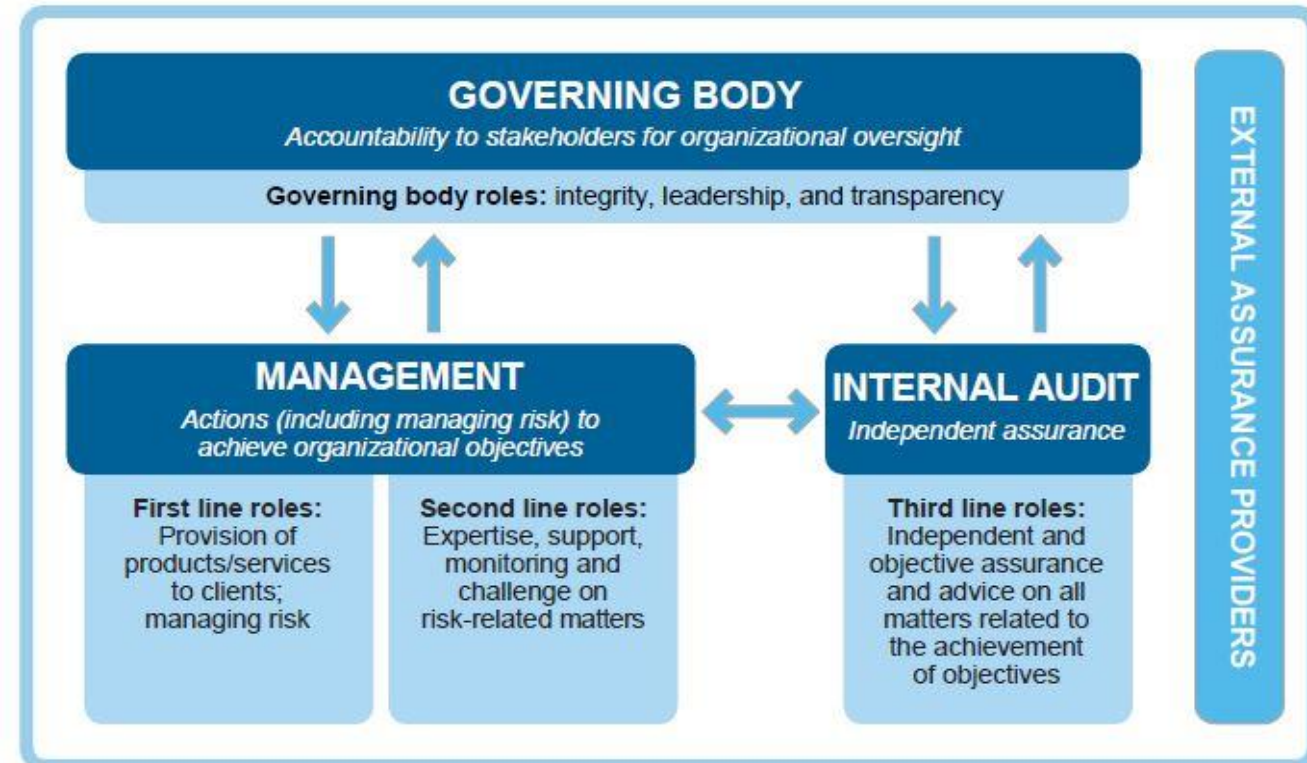 GOVERNING BODY
Accountability to stakeholders for organizational oversight
Governing body roles: integrity, leadership, and transparency
MANAGEMENT
Actions (including managing risk) to
achieve organizational objectives
First line roles:
Provision of
products/services
to clients;
managing risk
Second line roles:
Expertise, support,
monitoring and
challenge on
risk-related matters
INTERNAL AUDIT
Independent assurance
Third line roles:
Independent and
objective assurance
and advice on all
matters related to
the achievement
of objectives
EXTERNAL ASSURANCE PROVIDERS